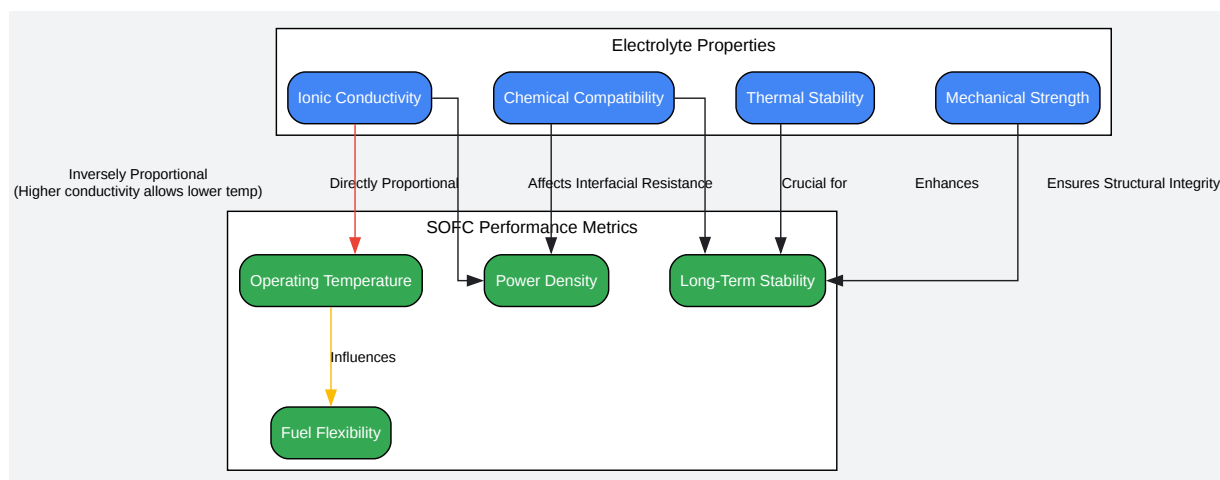 Electrolyte Properties
Ionic Conductivity
Chemical Compatibility
Thermal Stability
Mechanical Strength
Inversely Proportional
(Higher conductivity allows lower temp)
Directly Proportional
Affects Interfacial Resistance
Crucial for
Enhances
Ensures Structural Integrity
SOFC Performance Metrics
Operating Temperature
Power Density
Long-Term Stability
Influences
Fuel Flexibility